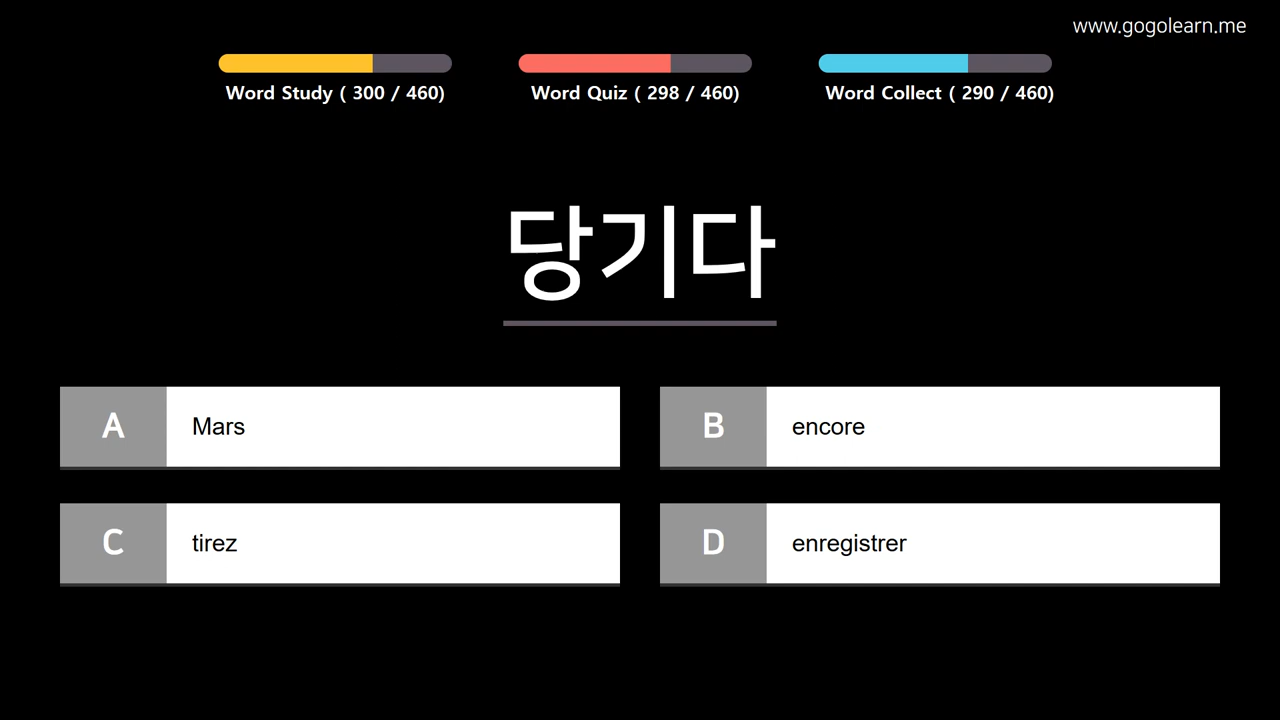 www.gogolearn.me
Word Study ( 300 / 460)
Word Quiz ( 298 / 460)
Word Collect ( 290 / 460)
당기다
A Mars
B encore
C tirez
D enregistrer